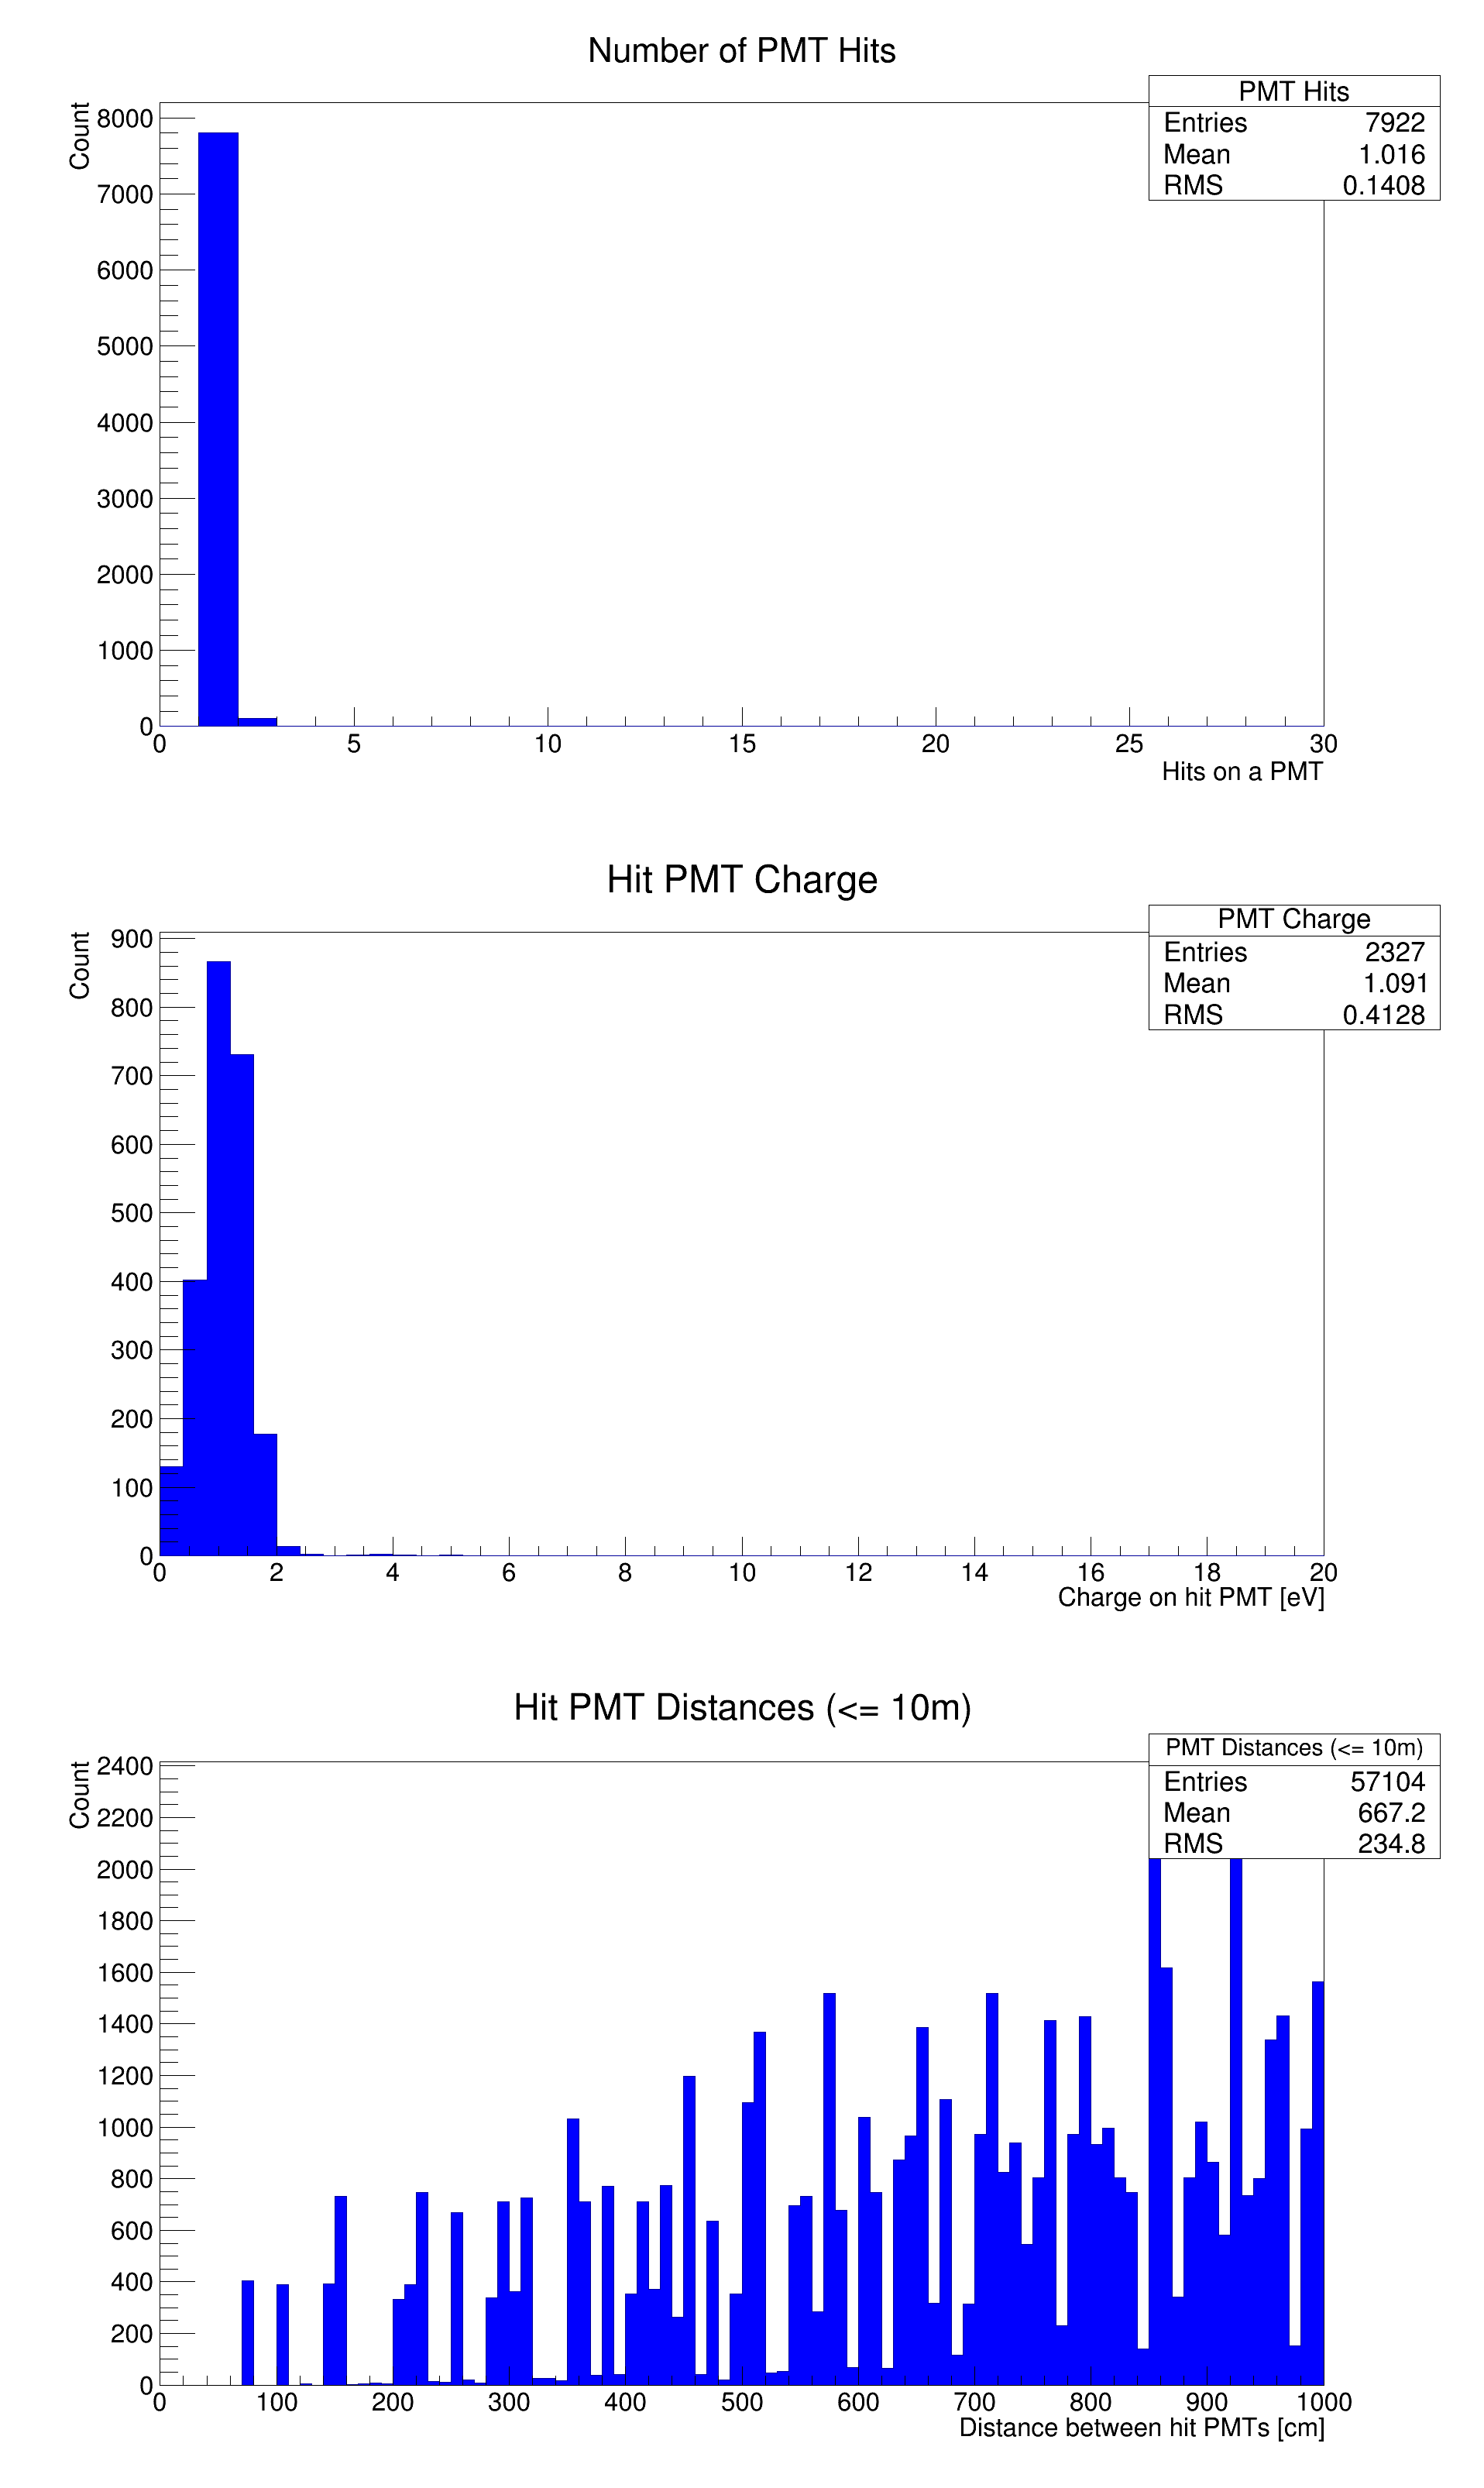 Number of PMT Hits
PMT Hits
Entries 7922
Mean 1.016
RMS 0.1408
Count
8000
7000
6000
5000
4000
3000
2000
1000
0
0 5 10 15 20 25 30
Hits on a PMT
Hit PMT Charge
PMT Charge
Entries 2327
Mean 1.091
RMS 0.4128
Count
900
800
700
600
500
400
300
200
100
0
0 2 4 6 8 10 12 14 16 18 20
Charge on hit PMT [eV]
Hit PMT Distances (<= 10m)
PMT Distances (<= 10m)
Entries 57104
Mean 667.2
RMS 234.8
Count
2400
2200
2000
1800
1600
1400
1200
1000
800
600
400
200
0
0 100 200 300 400 500 600 700 800 900 1000
Distance between hit PMTs [cm]